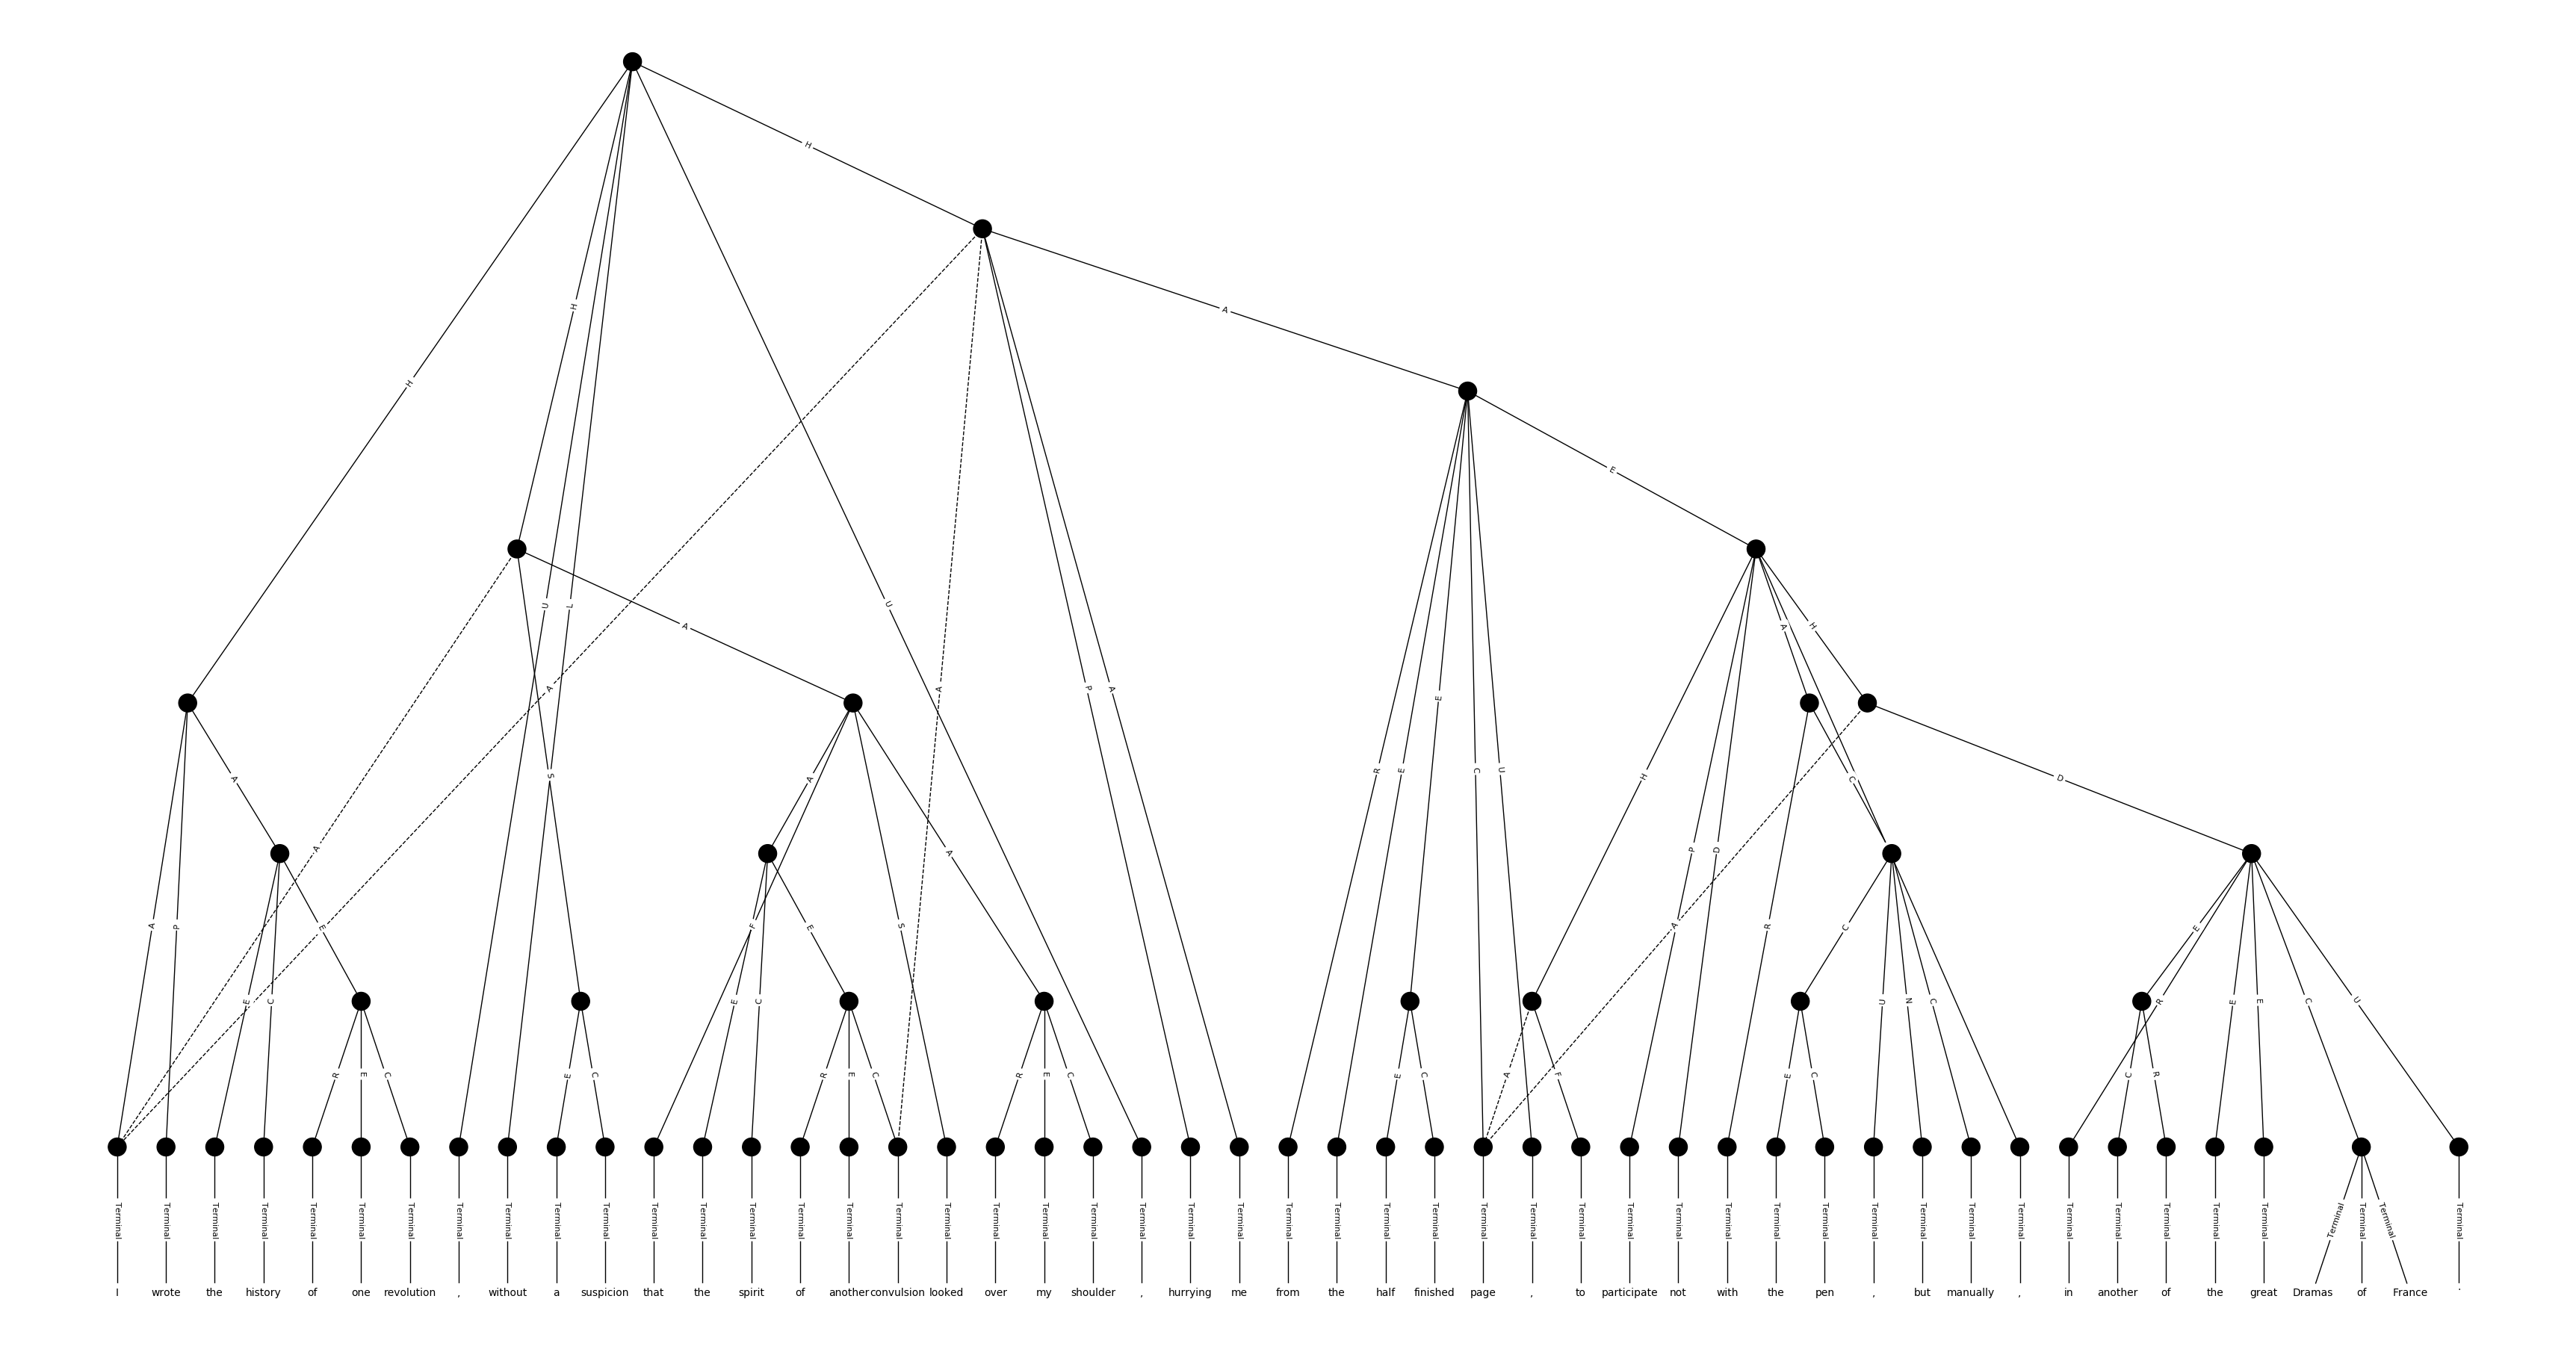 H
H
H
A
E
U
L
U
A
A
H
A
P
A
A
E
A
S
A
R
E
C
U
H
D
C
A
A
P
P
D
A
P
E
F
E
S
A
A
R
C
E
E
C
E
C
U
N
C
R
E
E
C
U
R
E
C
E
C
R
E
C
R
E
C
E
C
A
F
E
C
C
R
Terminal Terminal Terminal Terminal Terminal Terminal Terminal Terminal Terminal Terminal Terminal Terminal Terminal Terminal Terminal Terminal Terminal Terminal Terminal Terminal Terminal Terminal Terminal Terminal Terminal Terminal Terminal Terminal Terminal Terminal Terminal Terminal Terminal Terminal Terminal Terminal Terminal Terminal Terminal Terminal Terminal Terminal Terminal Terminal Terminal Terminal Terminal Terminal Terminal
I wrote the history of one revolution , without a suspicion that the spirit of another convulsion looked over my shoulder , hurrying me from the half finished page , to participate not with the pen , but manually , in another of the great Dramas of France .